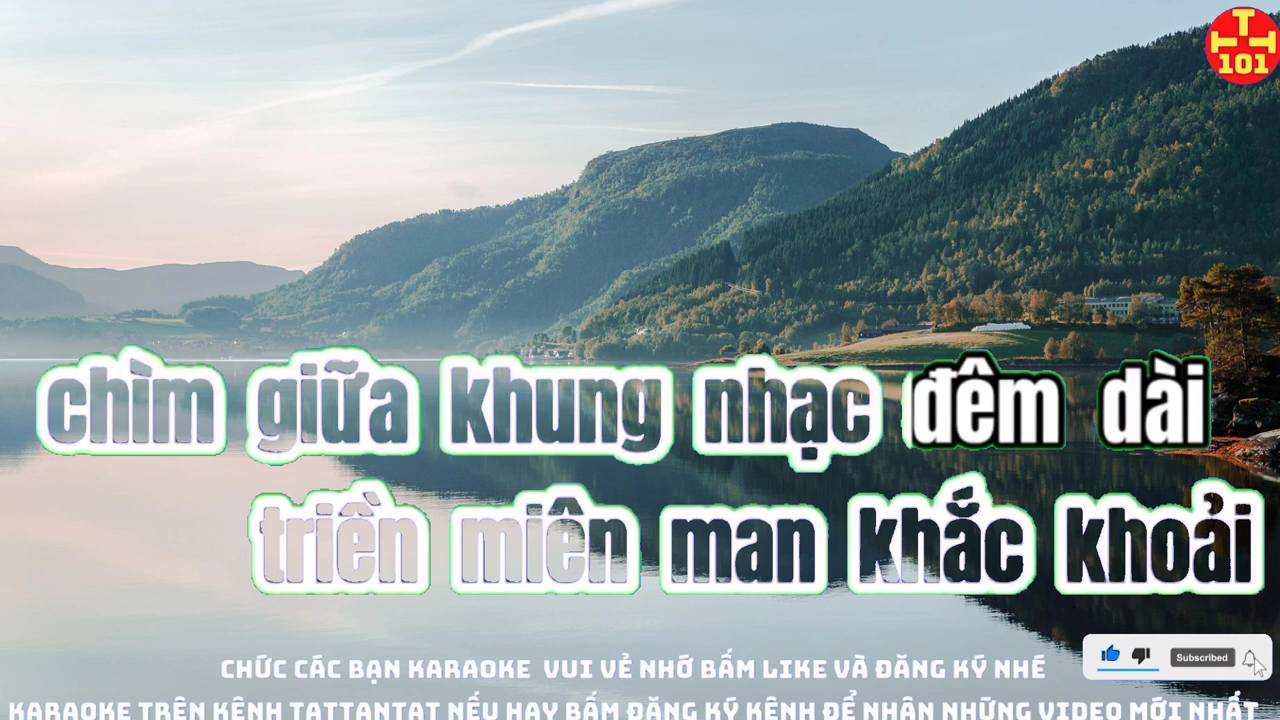 TTT
101
chìm giữa khung nhạc đêm dài
triền miên man khắc khoải
Subscribed
CHỨC CÁC BẠN KARAOKE VUI VẺ NHỚ BẤM LIKE VÀ ĐĂNG KÝ NHÉ
KARAOKE TRÊN KÊNH TATTANTAT NẾU HAY BẤM ĐĂNG KÝ KÊNH ĐỂ NHẬN NHỮNG VIDEO MỚI NHẤT